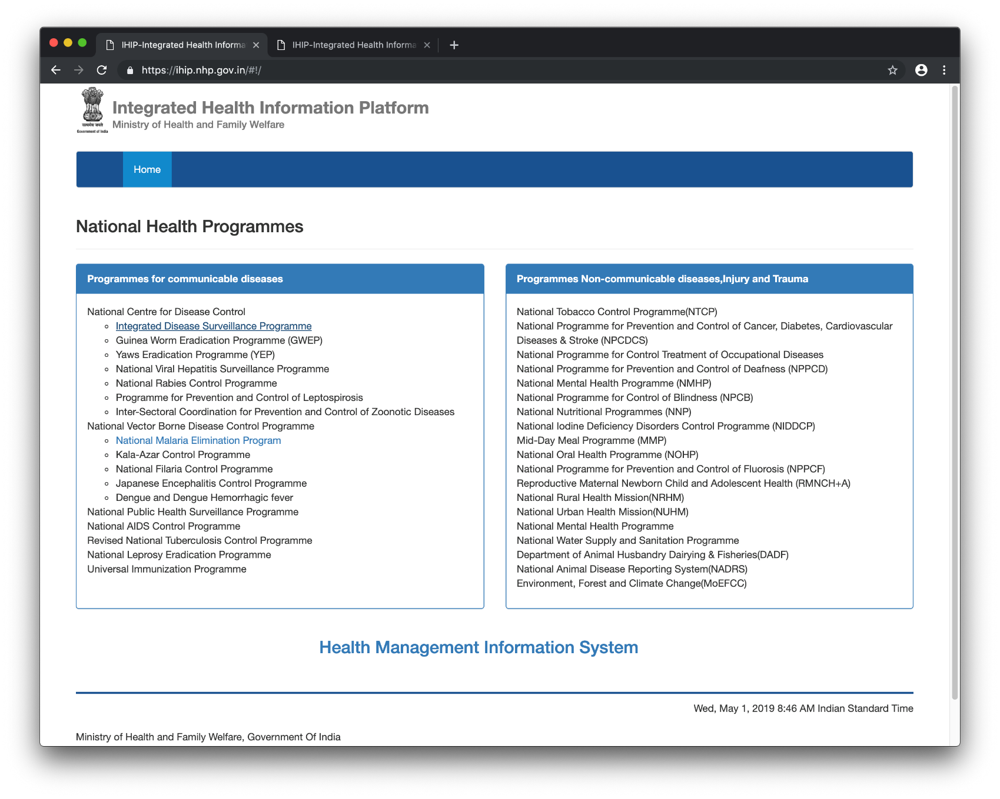 IHIP-Integrated Health Informa
IHIP-Integrated Health Informa
https://ihip.nhp.gov.in/#!/
सत्यमेव जयते
Government of India
Integrated Health Information Platform
Ministry of Health and Family Welfare
Home
National Health Programmes
Programmes for communicable diseases
National Centre for Disease Control
Integrated Disease Surveillance Programme
Guinea Worm Eradication Programme (GWEP)
Yaws Eradication Programme (YEP)
National Viral Hepatitis Surveillance Programme
National Rabies Control Programme
Programme for Prevention and Control of Leptospirosis
Inter-Sectoral Coordination for Prevention and Control of Zoonotic Diseases
National Vector Borne Disease Control Programme
National Malaria Elimination Program
Kala-Azar Control Programme
National Filaria Control Programme
Japanese Encephalitis Control Programme
Dengue and Dengue Hemorrhagic fever
National Public Health Surveillance Programme
National AIDS Control Programme
Revised National Tuberculosis Control Programme
National Leprosy Eradication Programme
Universal Immunization Programme
Programmes Non-communicable diseases,Injury and Trauma
National Tobacco Control Programme(NTCP)
National Programme for Prevention and Control of Cancer, Diabetes, Cardiovascular
Diseases & Stroke (NPCDCS)
National Programme for Control Treatment of Occupational Diseases
National Programme for Prevention and Control of Deafness (NPPCD)
National Mental Health Programme (NMHP)
National Programme for Control of Blindness (NPCB)
National Nutritional Programmes (NNP)
National Iodine Deficiency Disorders Control Programme (NIDDCP)
Mid-Day Meal Programme (MMP)
National Oral Health Programme (NOHP)
National Programme for Prevention and Control of Fluorosis (NPPCF)
Reproductive Maternal Newborn Child and Adolescent Health (RMNCH+A)
National Rural Health Mission(NRHM)
National Urban Health Mission(NUHM)
National Mental Health Programme
National Water Supply and Sanitation Programme
Department of Animal Husbandry Dairying & Fisheries(DADF)
National Animal Disease Reporting System(NADRS)
Environment, Forest and Climate Change(MoEFCC)
Health Management Information System
Wed, May 1, 2019 8:46 AM Indian Standard Time
Ministry of Health and Family Welfare, Government Of India